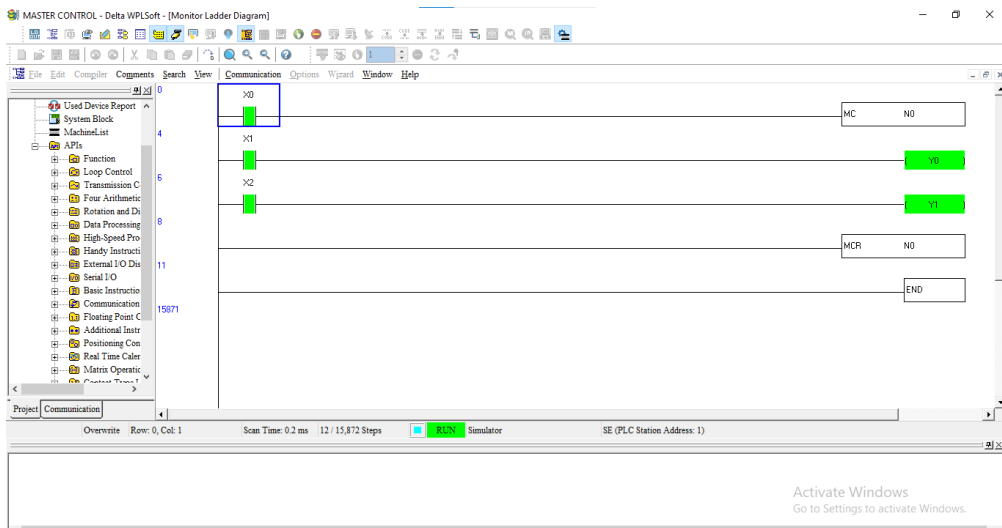 MASTER CONTROL - Delta WPLSoft - [Monitor Ladder Diagram]
1
File Edit Compiler Comments Search View Communication Options Wizard Window Help
Used Device Report
System Block
MachineList
APIs
Function
Loop Control
Transmission C
Four Arithmetic
Rotation and Di
Data Processing
High-Speed Pro
Handy Instructi
External I/O Dis
Serial I/O
Basic Instructio
Communication
Floating Point C
Additional Instr
Positioning Con
Real Time Caler
Matrix Operatic
Contact Type I
Project Communication
0
X0
MC N0
4
X1
Y0
6
X2
Y1
8
MCR N0
11
END
15871
Overwrite Row: 0, Col: 1 Scan Time: 0.2 ms 12 / 15,872 Steps RUN Simulator SE (PLC Station Address: 1)
Activate Windows
Go to Settings to activate Windows.